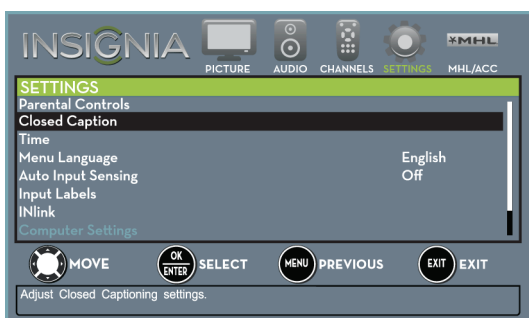 INSIGNIA
PICTURE AUDIO CHANNELS SETTINGS MHL MHL/ACC
SETTINGS
Parental Controls
Closed Caption
Time
Menu Language English
Auto Input Sensing Off
Input Labels
INlink
Computer Settings
MOVE OK ENTER SELECT MENU PREVIOUS EXIT EXIT
Adjust Closed Captioning settings.